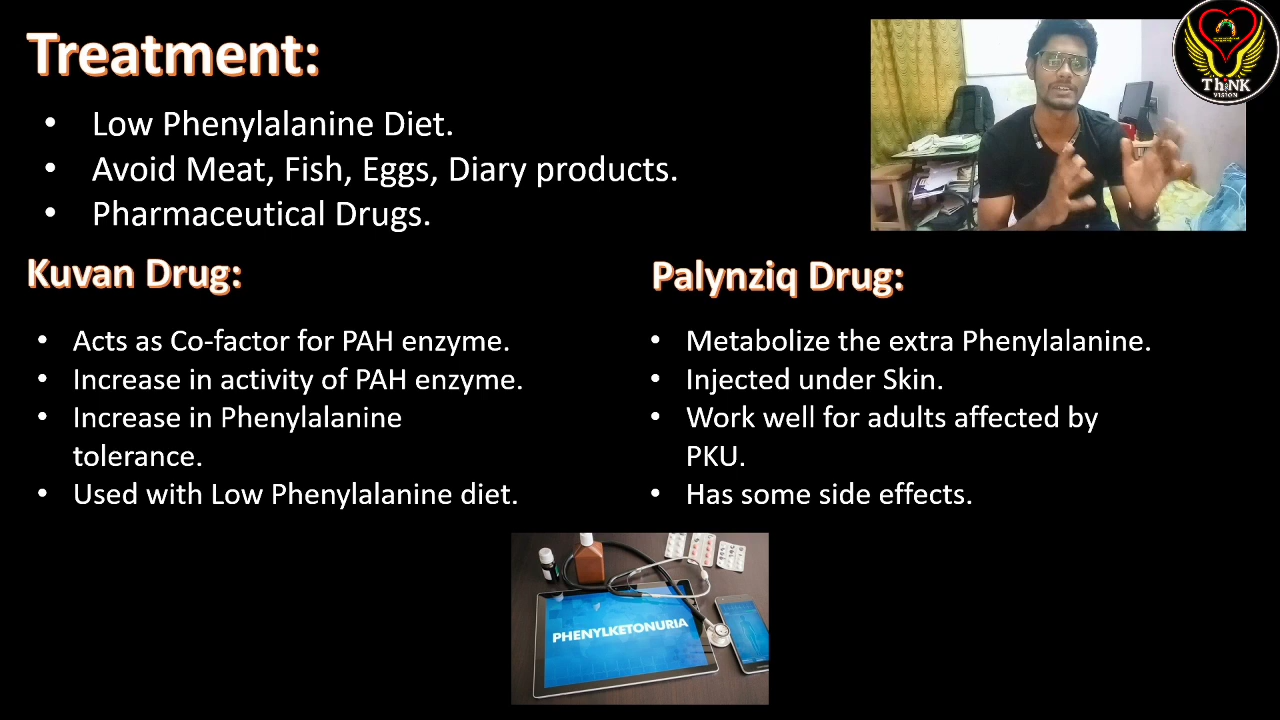 Treatment:
• Low Phenylalanine Diet.
• Avoid Meat, Fish, Eggs, Diary products.
• Pharmaceutical Drugs.
Kuvan Drug:
• Acts as Co-factor for PAH enzyme.
• Increase in activity of PAH enzyme.
• Increase in Phenylalanine
tolerance.
• Used with Low Phenylalanine diet.
Palynziq Drug:
• Metabolize the extra Phenylalanine.
• Injected under Skin.
• Work well for adults affected by
PKU.
• Has some side effects.
PHENYLKETONURIA
ThiNK
VISION